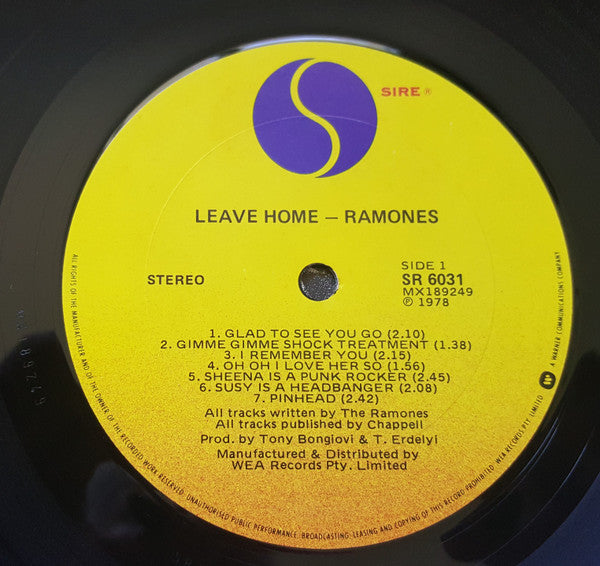 SIRE ®
LEAVE HOME – RAMONES
STEREO
SIDE 1
SR 6031
MX189249
℗ 1978
1. GLAD TO SEE YOU GO (2.10)
2. GIMME GIMME SHOCK TREATMENT (1.38)
3. I REMEMBER YOU (2.15)
4. OH OH I LOVE HER SO (1.56)
5. SHEENA IS A PUNK ROCKER (2.45)
6. SUSY IS A HEADBANGER (2.08)
7. PINHEAD (2.42)
All tracks written by The Ramones
All tracks published by Chappell
Prod. by Tony Bongiovi & T. Erdelyi
Manufactured & Distributed by
WEA Records Pty. Limited
ALL RIGHTS OF THE MANUFACTURER AND OF THE OWNER OF THE RECORDED WORK RESERVED. UNAUTHORISED PUBLIC PERFORMANCE, BROADCASTING, LEASING AND COPYING OF THIS RECORD PROHIBITED. WEA RECORDS PTY. LIMITED
A WARNER COMMUNICATIONS COMPANY